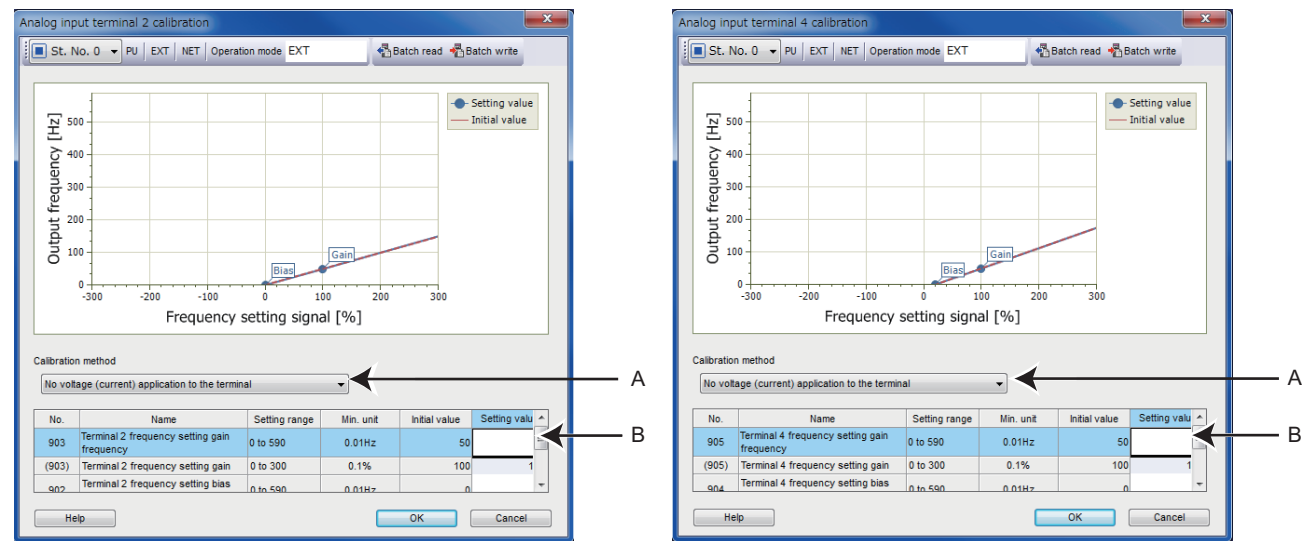 Analog input terminal 2 calibration
St. No. 0 PU EXT NET Operation mode EXT Batch read Batch write
Setting value
Initial value
Output frequency [Hz]
500
400
300
200
100
0
Gain
Bias
-300 -200 -100 0 100 200 300
Frequency setting signal [%]
Calibration method
No voltage (current) application to the terminal
A
No. Name Setting range Min. unit Initial value Setting valu
903 Terminal 2 frequency setting gain frequency 0 to 590 0.01Hz 50
B
(903) Terminal 2 frequency setting gain 0 to 300 0.1% 100 1
902 Terminal 2 frequency setting bias 0 to 590 0.01Hz 0
Help OK Cancel
Analog input terminal 4 calibration
St. No. 0 PU EXT NET Operation mode EXT Batch read Batch write
Setting value
Initial value
Output frequency [Hz]
500
400
300
200
100
0
Gain
Bias
-300 -200 -100 0 100 200 300
Frequency setting signal [%]
Calibration method
No voltage (current) application to the terminal
A
No. Name Setting range Min. unit Initial value Setting valu
905 Terminal 4 frequency setting gain frequency 0 to 590 0.01Hz 50
B
(905) Terminal 4 frequency setting gain 0 to 300 0.1% 100 1
904 Terminal 4 frequency setting bias 0 to 590 0.01Hz 0
Help OK Cancel